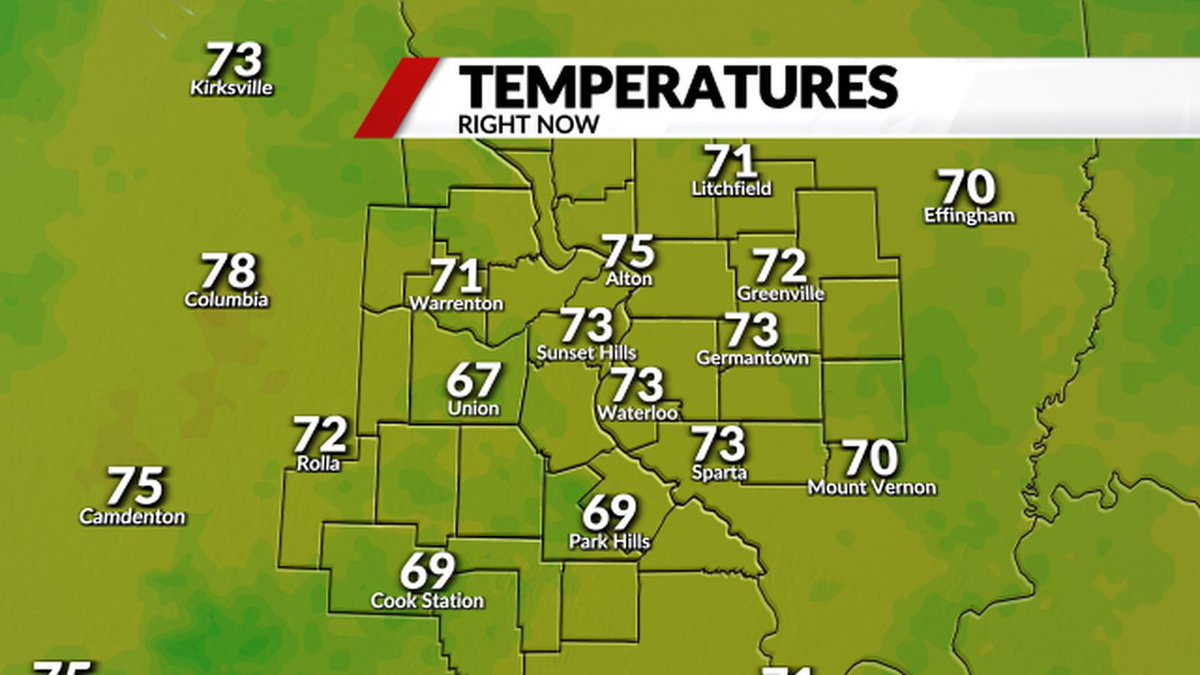 73
Kirksville
TEMPERATURES
RIGHT NOW
71
Litchfield
70
Effingham
75
Alton
78
Columbia
71
Warrenton
72
Greenville
73
Sunset Hills
73
Germantown
67
Union
73
Waterloo
72
Rolla
73
Sparta
70
Mount Vernon
75
Camdenton
69
Park Hills
69
Cook Station
75
71